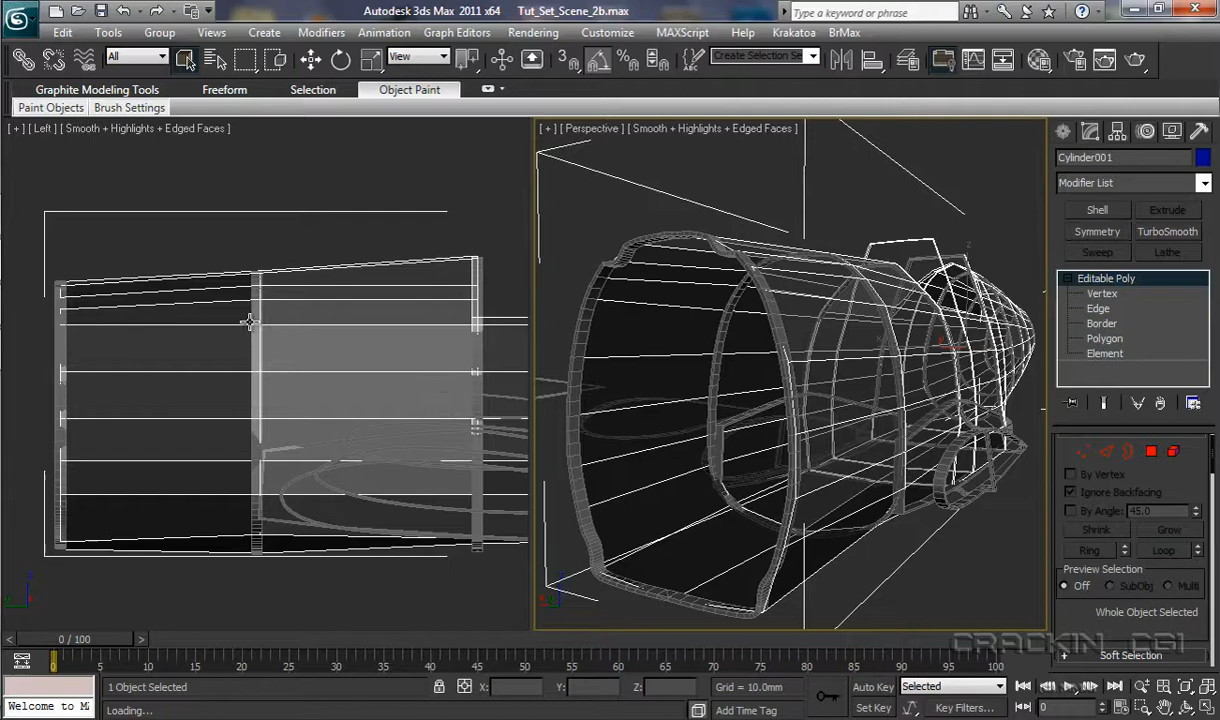 Autodesk 3ds Max 2011 x64 Tut_Set_Scene_2b.max
Type a keyword or phrase
Edit Tools Group Views Create Modifiers Animation Graph Editors Rendering Customize MAXScript Help Krakatoa BrMax
All View Create Selection Se
Graphite Modeling Tools Freeform Selection Object Paint
Paint Objects Brush Settings
[ + ] [ Left ] [ Smooth + Highlights + Edged Faces ]
[ + ] [ Perspective ] [ Smooth + Highlights + Edged Faces ]
Cylinder001
Modifier List
Shell Extrude
Symmetry TurboSmooth
Sweep Lathe
Editable Poly
Vertex
Edge
Border
Polygon
Element
By Vertex
Ignore Backfacing
By Angle: 45.0
Shrink Grow
Ring Loop
Preview Selection
Off SubObj Multi
Whole Object Selected
CRACKIN CGI
Soft Selection
0 / 100
0 5 10 15 20 25 30 35 40 45 50 55 60 65 70 75 80 85 90 95 100
1 Object Selected X: Y: Z: Grid = 10.0mm Auto Key Selected
Welcome to M Loading... Add Time Tag Set Key Key Filters... 0